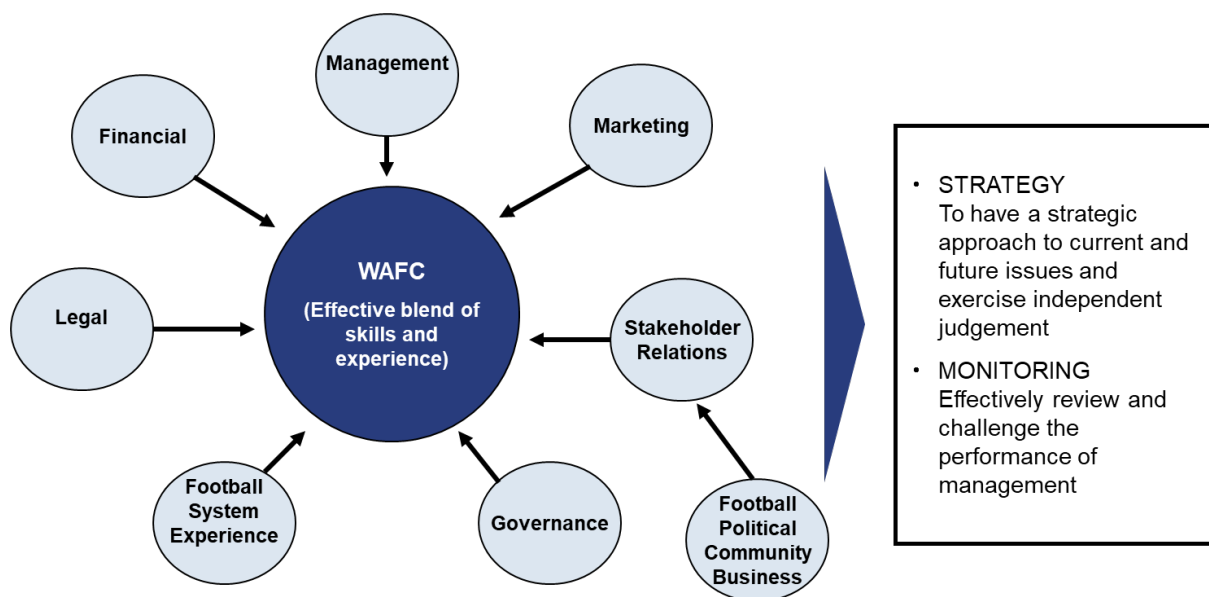 Management
Financial
Marketing
WAFC
(Effective blend of
skills and
experience)
Legal
Stakeholder
Relations
Football
System
Experience
Governance
Football
Political
Community
Business
• STRATEGY
To have a strategic
approach to current and
future issues and
exercise independent
judgement
• MONITORING
Effectively review and
challenge the
performance of
management